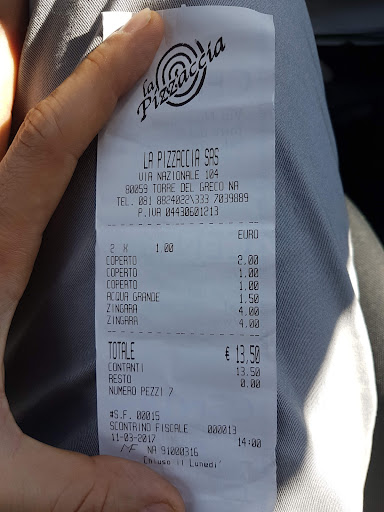 la
Pizzaccia
LA PIZZACCIA SAS
VIA NAZIONALE 104
80059 TORRE DEL GRECO NA
TEL. 081 8824022\333 7039889
P.IVA 04430601213
EURO
2 X 1.00
COPERTO 2.00
COPERTO 1.00
COPERTO 1.00
ACQUA GRANDE 1.50
ZINGARA 4.00
ZINGARA 4.00
TOTALE € 13,50
CONTANTI 13.50
RESTO 0.00
NUMERO PEZZI 7
#S.F. 00015
SCONTRINO FISCALE 000013
11-03-2017 14:00
MF NA 91000316
Chiuso il Lunedi'